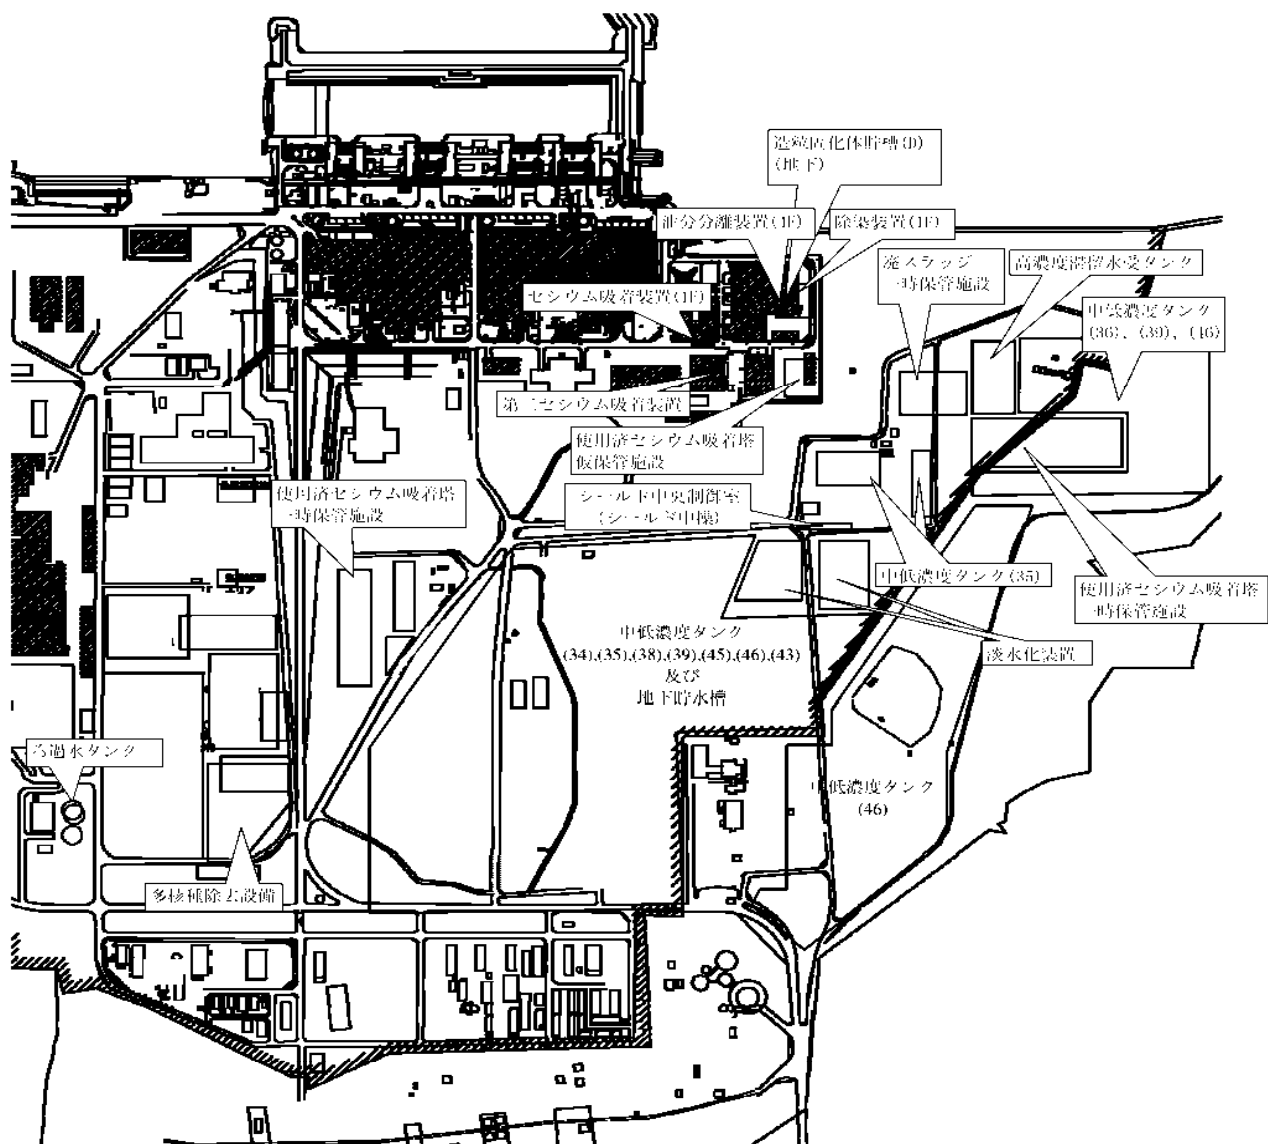 造粒固化体貯槽(D)
(地下)
油分分離装置(1F)
除染装置(1F)
廃スラッジ
一時保管施設
高濃度滞留水受タンク
セシウム吸着装置(1F)
中低濃度タンク
(36)、(39)、(46)
第二セシウム吸着装置
使用済セシウム吸着塔
仮保管施設
使用済セシウム吸着塔
一時保管施設
シールド中央制御室
(シールド中操)
中低濃度タンク(35)
使用済セシウム吸着塔
一時保管施設
中低濃度タンク
(34),(35),(38),(39),(45),(46),(43)
及び
地下貯水槽
淡水化装置
ろ過水タンク
中低濃度タンク
(46)
多核種除去設備